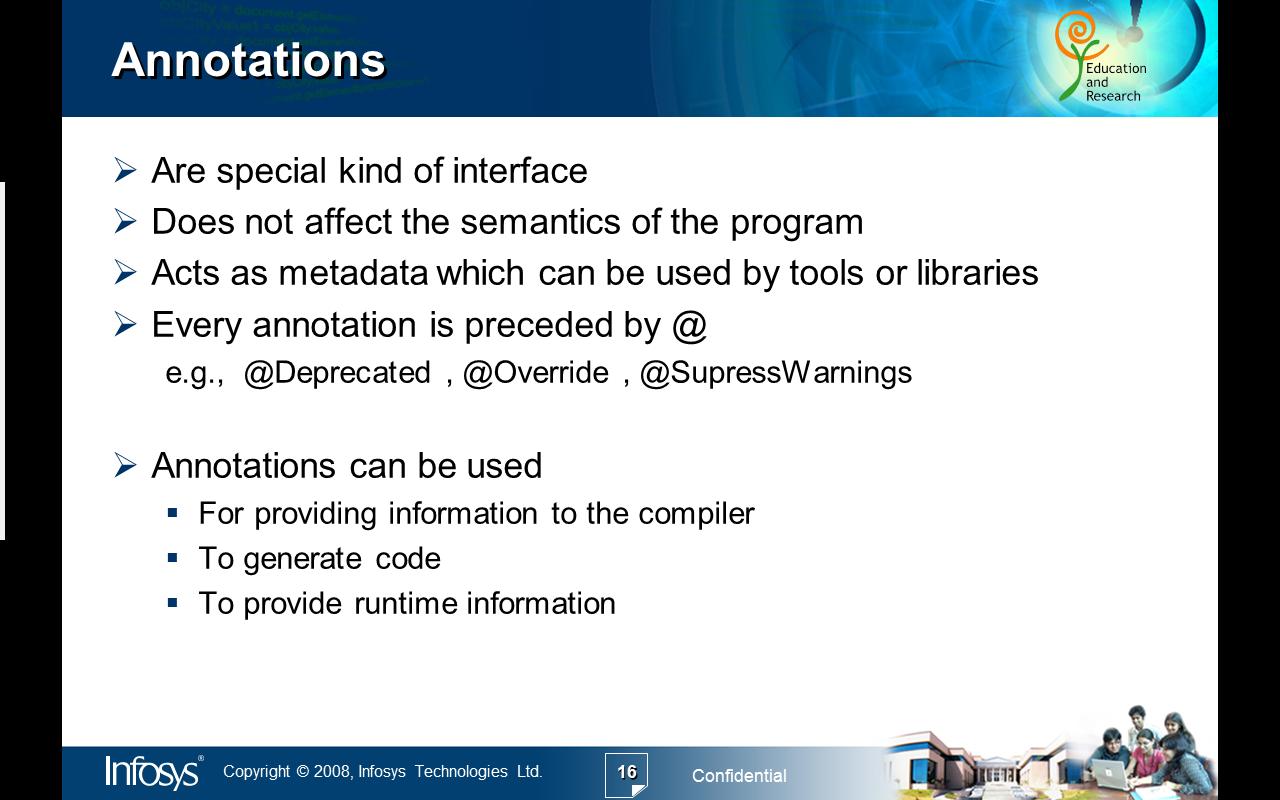 Annotations
Education
and
Research
Are special kind of interface
Does not affect the semantics of the program
Acts as metadata which can be used by tools or libraries
Every annotation is preceded by @
e.g., @Deprecated , @Override , @SupressWarnings
Annotations can be used
For providing information to the compiler
To generate code
To provide runtime information
Infosys® Copyright © 2008, Infosys Technologies Ltd. 16 Confidential